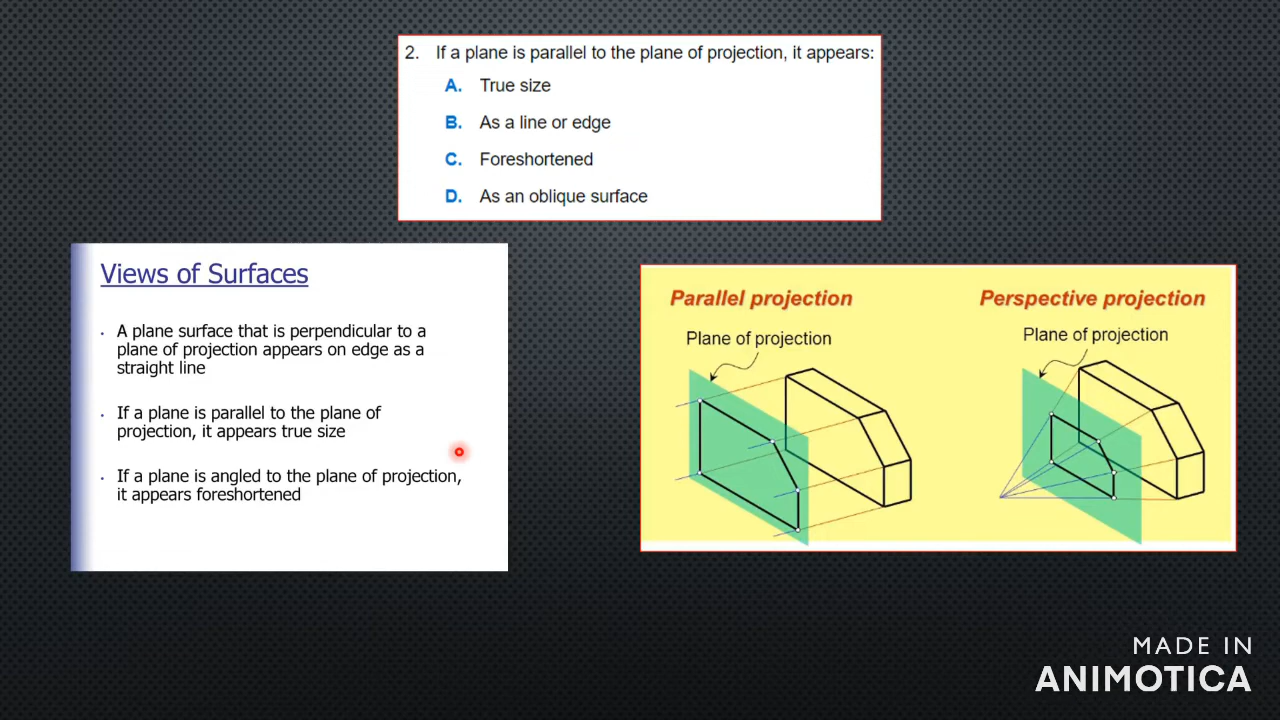 2. If a plane is parallel to the plane of projection, it appears:
A. True size
B. As a line or edge
C. Foreshortened
D. As an oblique surface
Views of Surfaces
• A plane surface that is perpendicular to a
plane of projection appears on edge as a
straight line
• If a plane is parallel to the plane of
projection, it appears true size
• If a plane is angled to the plane of projection,
it appears foreshortened
Parallel projection
Plane of projection
Perspective projection
Plane of projection
MADE IN
ANIMOTICA